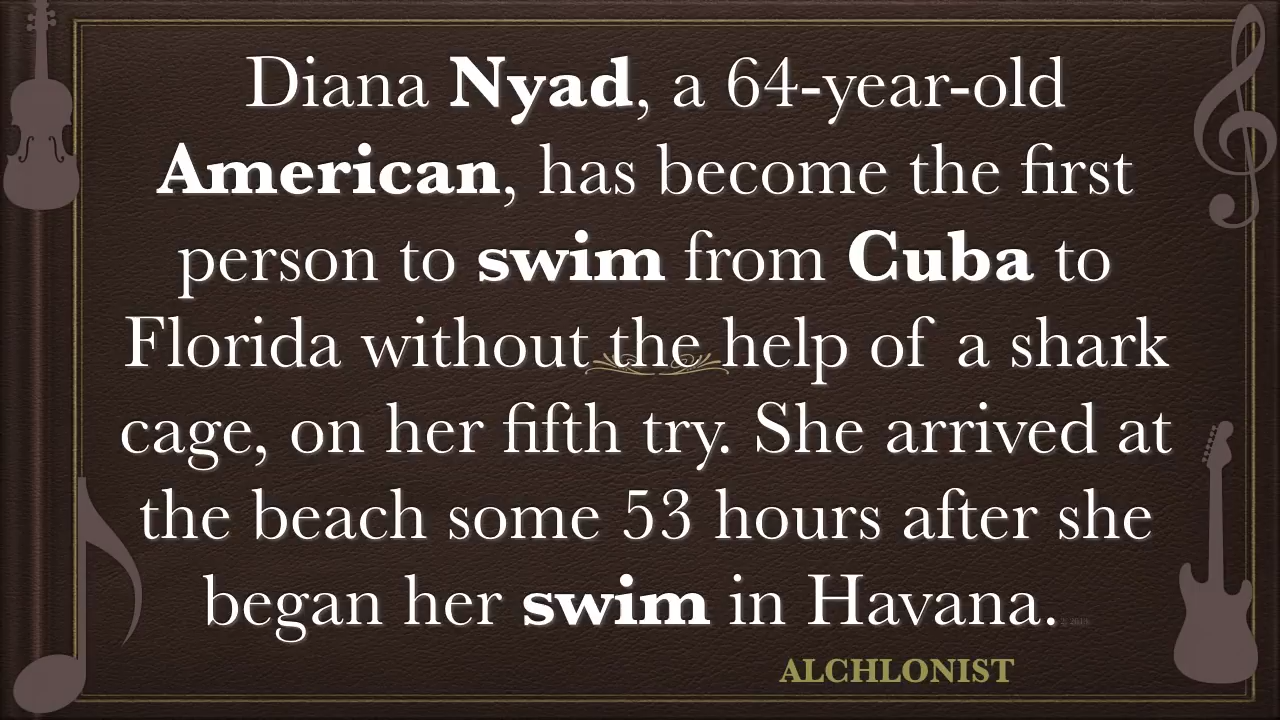 Diana Nyad, a 64-year-old
American, has become the first
person to swim from Cuba to
Florida without the help of a shark
cage, on her fifth try. She arrived at
the beach some 53 hours after she
began her swim in Havana.
ALCHLONIST